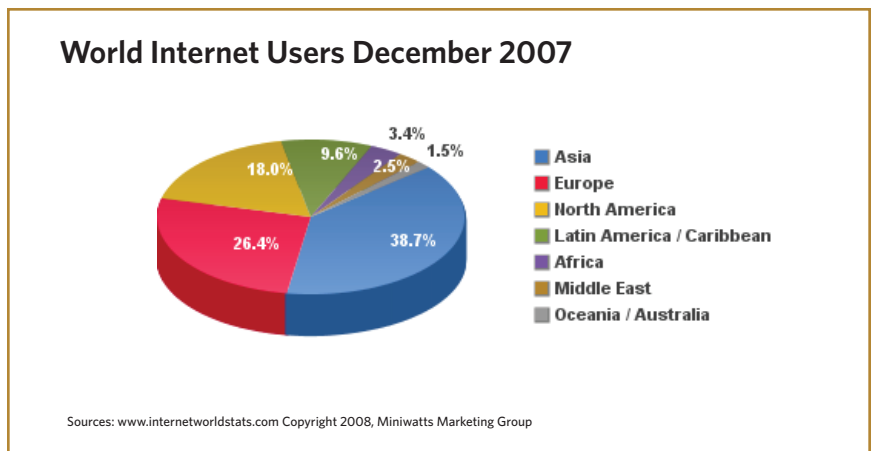 World Internet Users December 2007
3.4%
9.6%
1.5%
18.0%
2.5%
26.4%
38.7%
Asia
Europe
North America
Latin America / Caribbean
Africa
Middle East
Oceania / Australia
Sources: www.internetworldstats.com Copyright 2008, Miniwatts Marketing Group